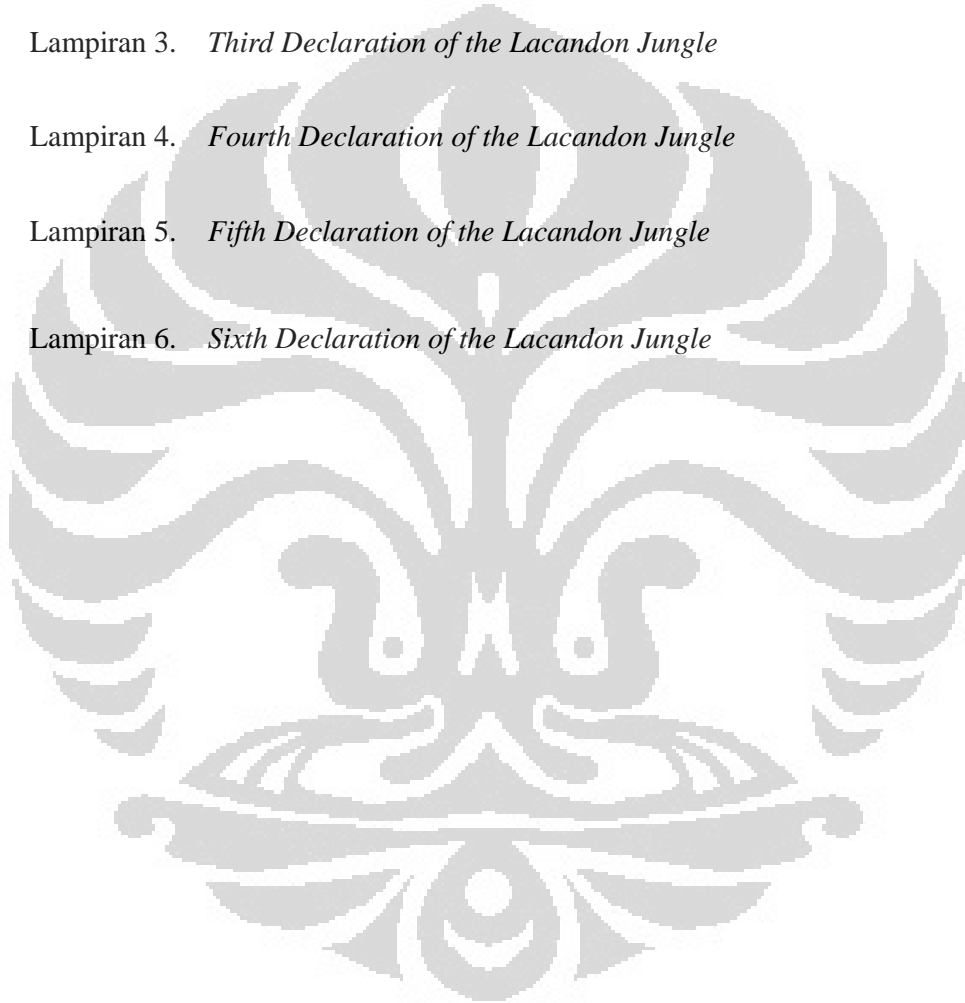 Lampiran 3. Third Declaration of the Lacandon Jungle
Lampiran 4. Fourth Declaration of the Lacandon Jungle
Lampiran 5. Fifth Declaration of the Lacandon Jungle
Lampiran 6. Sixth Declaration of the Lacandon Jungle